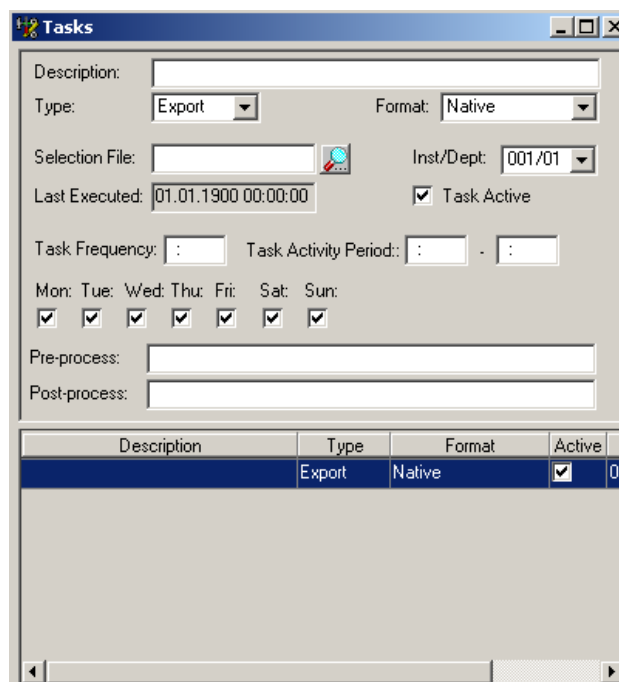 Tasks
Description:
Type: Export Format: Native
Selection File: Inst/Dept: 001/01
Last Executed: 01.01.1900 00:00:00 Task Active
Task Frequency: : Task Activity Period:: : - :
Mon: Tue: Wed: Thu: Fri: Sat: Sun:
Pre-process:
Post-process:
Description Type Format Active
Export Native 0